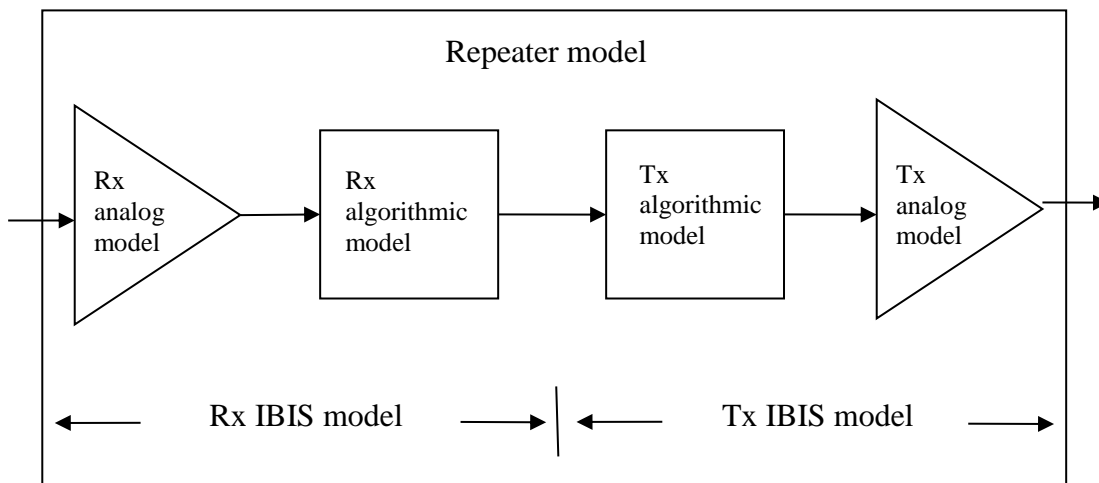 Repeater model
Rx
analog
model
Rx
algorithmic
model
Tx
algorithmic
model
Tx
analog
model
Rx IBIS model
Tx IBIS model